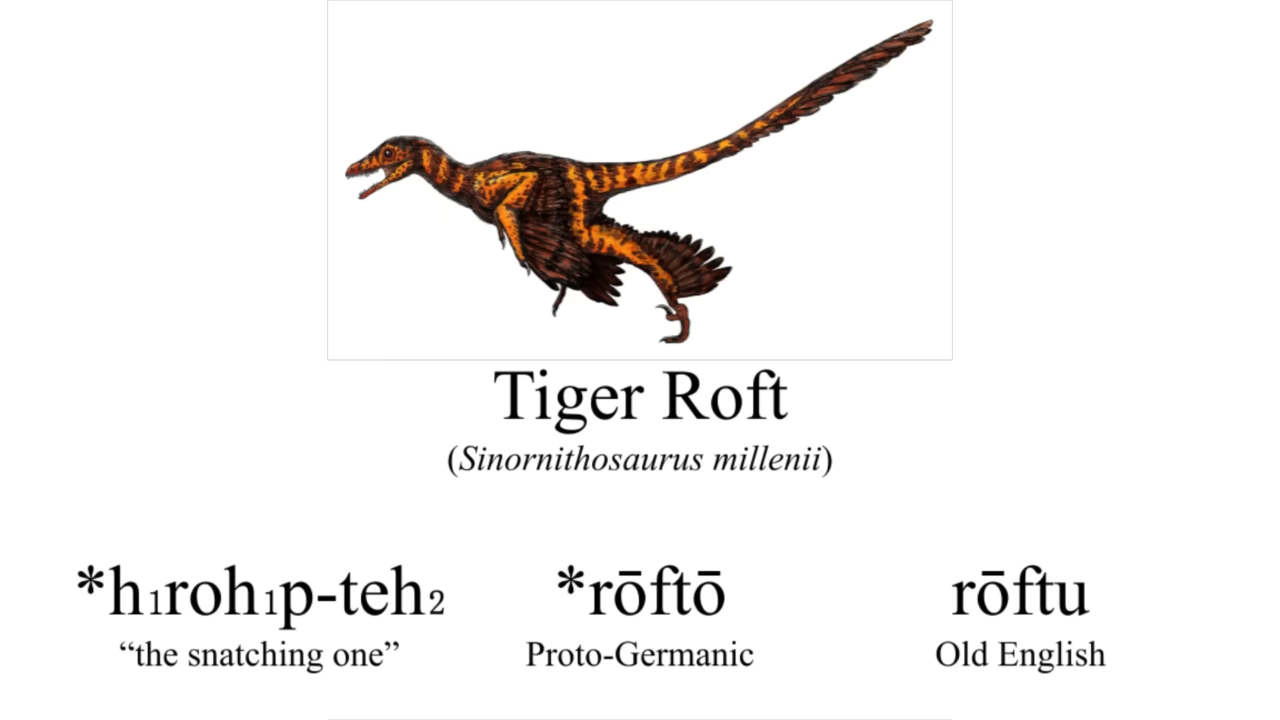 Tiger Roft
(Sinornithosaurus millenii)
*h₁roh₁p-teh₂ *rōftō rōftu
“the snatching one” Proto-Germanic Old English